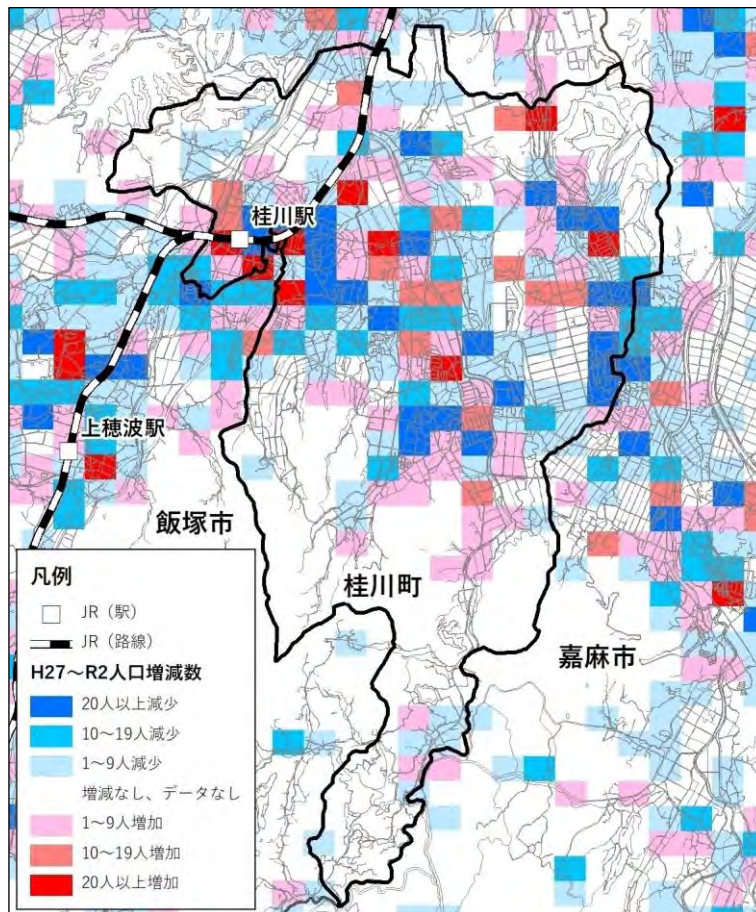 桂川駅
上穂波駅
飯塚市
桂川町
嘉麻市
凡例
JR（駅）
JR（路線）
H27～R2人口増減数
20人以上減少
10～19人減少
1～9人減少
増減なし、データなし
1～9人増加
10～19人増加
20人以上増加